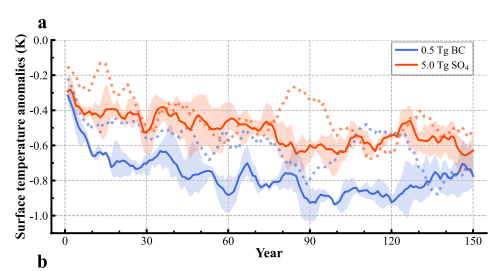 a
Surface temperature anomalies (K)
0.0
-0.2
-0.4
-0.6
-0.8
-1.0
0.5 Tg BC
5.0 Tg SO₄
0 30 60 90 120 150
Year
b